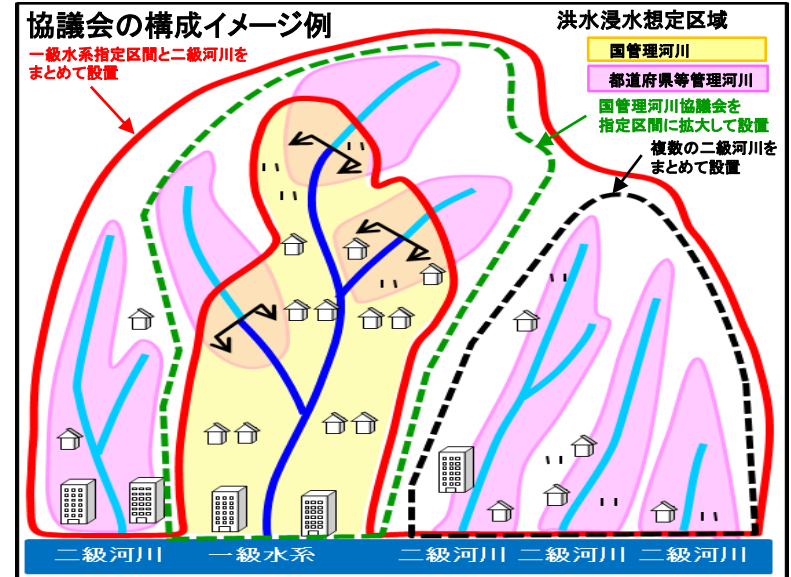 協議会の構成イメージ例
一級水系指定区間と二級河川を
まとめて設置
洪水浸水想定区域
国管理河川
都道府県等管理河川
国管理河川協議会を
指定区間に拡大して設置
複数の二級河川を
まとめて設置
二級河川
一級水系
二級河川
二級河川
二級河川